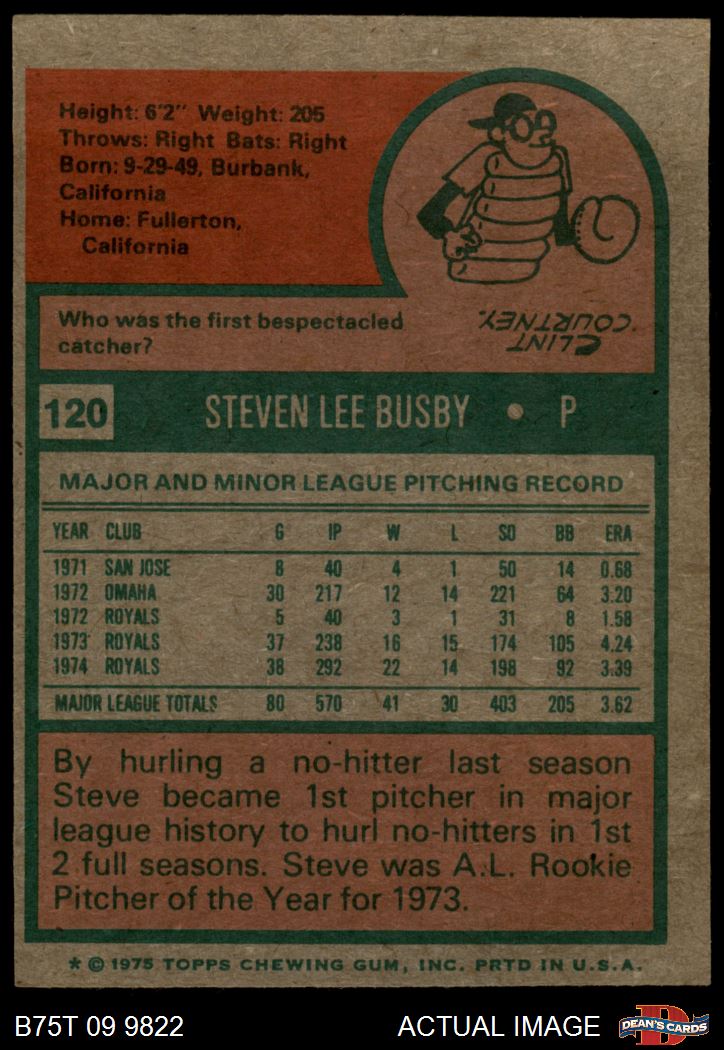 Height: 6'2" Weight: 205
Throws: Right Bats: Right
Born: 9-29-49, Burbank,
California
Home: Fullerton,
California
Who was the first bespectacled
catcher?
CLINT
COURTNEY.
120 STEVEN LEE BUSBY • P
MAJOR AND MINOR LEAGUE PITCHING RECORD
YEAR CLUB G IP W L SO BB ERA
1971 SAN JOSE 8 40 4 1 50 14 0.68
1972 OMAHA 30 217 12 14 221 64 3.20
1972 ROYALS 5 40 3 1 31 8 1.58
1973 ROYALS 37 238 16 15 174 105 4.24
1974 ROYALS 38 292 22 14 198 92 3.39
MAJOR LEAGUE TOTALS 80 570 41 30 403 205 3.62
By hurling a no-hitter last season
Steve became 1st pitcher in major
league history to hurl no-hitters in 1st
2 full seasons. Steve was A.L. Rookie
Pitcher of the Year for 1973.
* © 1975 TOPPS CHEWING GUM, INC. PRTD IN U.S.A.
B75T 09 9822 ACTUAL IMAGE D DEAN'S CARDS